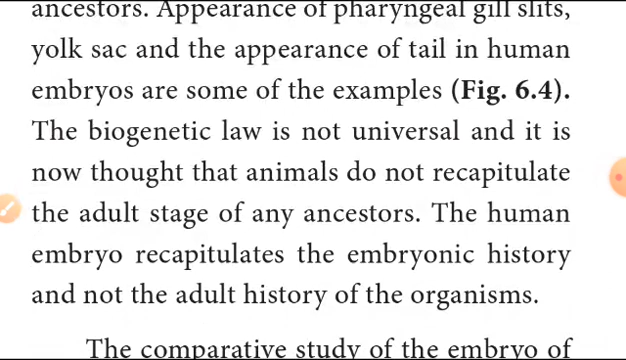 ancestors. Appearance of pharyngeal gill slits,
yolk sac and the appearance of tail in human
embryos are some of the examples (Fig. 6.4).
The biogenetic law is not universal and it is
now thought that animals do not recapitulate
the adult stage of any ancestors. The human
embryo recapitulates the embryonic history
and not the adult history of the organisms.
The comparative study of the embryo of